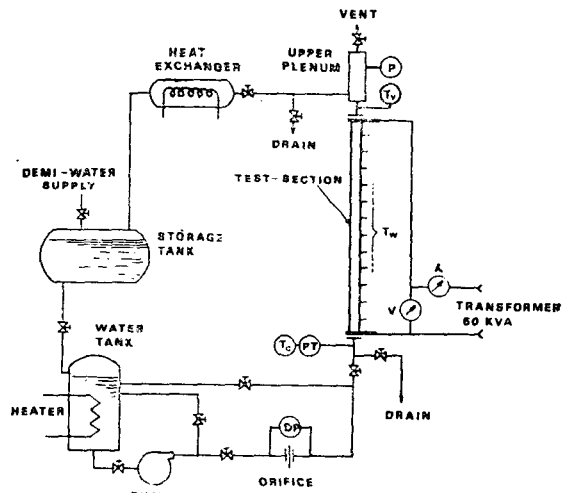 VENT
HEAT
EXCHANGER
UPPER
PLENUM
P
Tv
DRAIN
DEMI-WATER
SUPPLY
TEST-SECTION
STORAGE
TANK
Tw
A
V
TRANSFORMER
60 KVA
WATER
TANK
Tc
PT
HEATER
DRAIN
DP
ORIFICE